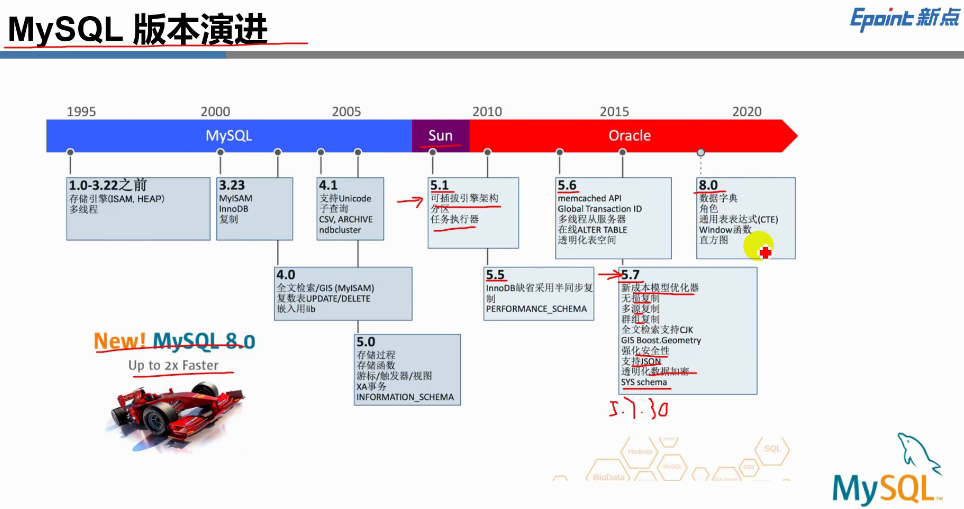 MySQL 版本演进
Epoint 新点
1995
2000
2005
2010
2015
2020
MySQL
Sun
Oracle
1.0-3.22之前
存储引擎(ISAM, HEAP)
多线程
3.23
MyISAM
InnoDB
复制
4.1
支持Unicode
子查询
CSV, ARCHIVE
ndbcluster
5.1
可插拔引擎架构
分区
任务执行器
5.6
memcached API
Global Transaction ID
多线程从服务器
在线ALTER TABLE
透明化表空间
8.0
数据字典
角色
通用表表达式(CTE)
Window函数
直方图
4.0
全文检索/GIS (MyISAM)
复数表UPDATE/DELETE
嵌入用lib
5.5
InnoDB缺省采用半同步复
制
PERFORMANCE_SCHEMA
5.7
新成本模型优化器
无损复制
多源复制
群组复制
全文检索支持CJK
GIS Boost.Geometry
强化安全性
支持JSON
透明化数据加密
SYS schema
5.0
存储过程
存储函数
游标/触发器/视图
XA事务
INFORMATION_SCHEMA
New! MySQL 8.0
Up to 2x Faster
5.7.30
Hadoop
MySQL
SQL
DB2
BioData
MySQL